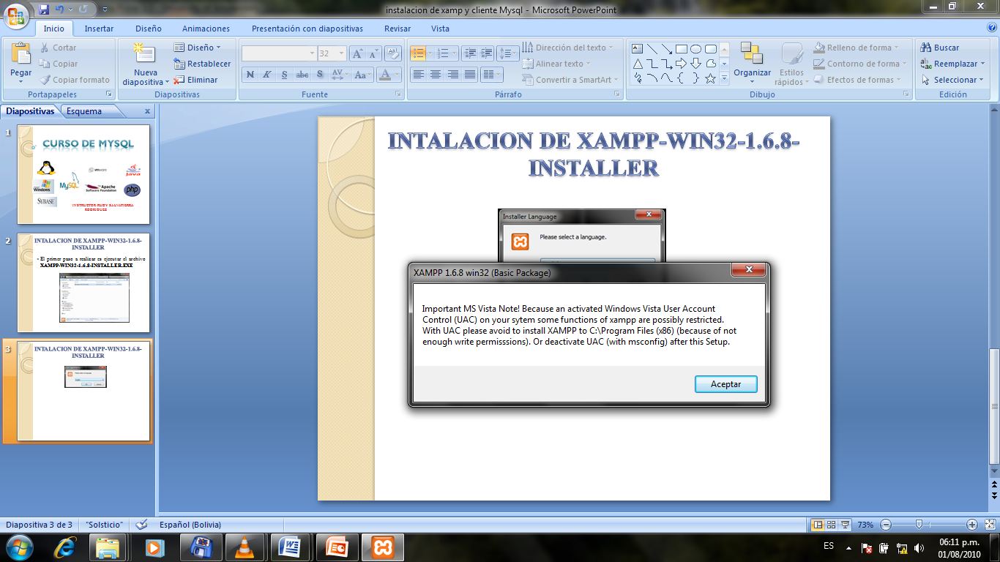 instalacion de xamp y cliente Mysql - Microsoft PowerPoint
Inicio
Insertar
Diseño
Animaciones
Presentación con diapositivas
Revisar
Vista
Pegar
Cortar
Copiar
Copiar formato
Portapapeles
Nueva
diapositiva
Diseño
Restablecer
Eliminar
Diapositivas
32
N K S abc S AV Aa A
Fuente
Dirección del texto
Alinear texto
Convertir a SmartArt
Párrafo
Organizar
Estilos
rápidos
Relleno de forma
Contorno de forma
Efectos de formas
Dibujo
Buscar
Reemplazar
Seleccionar
Edición
Diapositivas
Esquema
x
1
CURSO DE MYSQL
vmware
Java
Windows
MySQL
Apache
Software Foundation
php
SYBASE
INSTRUCTOR RUDY SALVATIERRA
RODRIGUEZ
2
INTALACION DE XAMPP-WIN32-1.6.8-
INSTALLER
El primer paso a realizar es ejecutar el archivo
XAMPP-WIN32-1.6.8-INSTALLER.EXE
3
INTALACION DE XAMPP-WIN32-1.6.8-
INSTALLER
INTALACION DE XAMPP-WIN32-1.6.8-
INSTALLER
Installer Language
Please select a language.
XAMPP 1.6.8 win32 (Basic Package)
Important MS Vista Note! Because an activated Windows Vista User Account
Control (UAC) on your sytem some functions of xampp are possibly restricted.
With UAC please avoid to install XAMPP to C:\Program Files (x86) (because of not
enough write permisssions). Or deactivate UAC (with msconfig) after this Setup.
Aceptar
Diapositiva 3 de 3
"Solsticio"
Español (Bolivia)
73%
ES
06:11 p.m.
01/08/2010